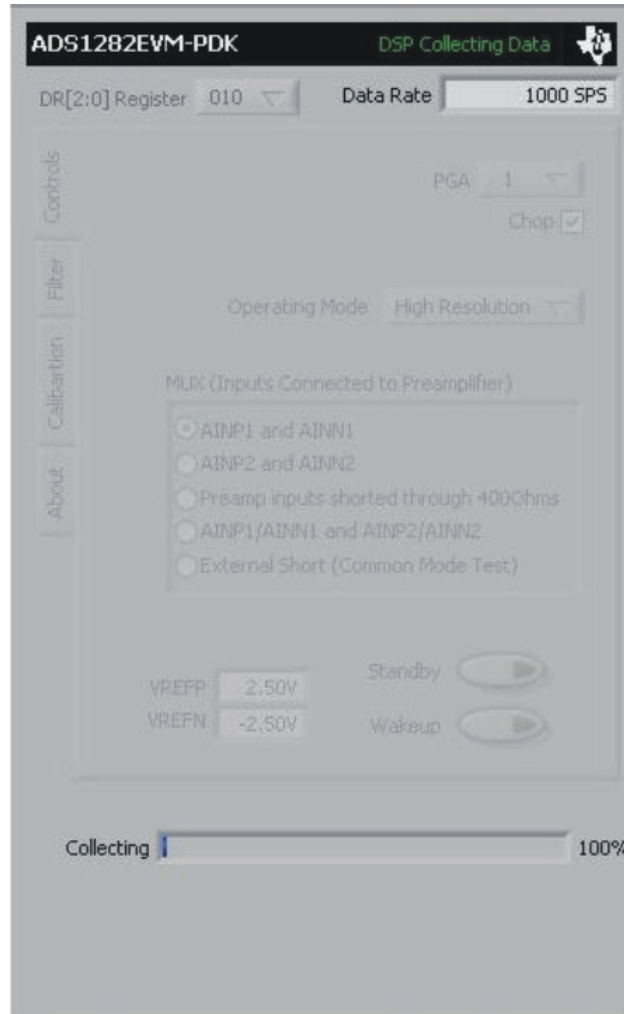 ADS1282EVM-PDK DSP Collecting Data
DR[2:0] Register 010 Data Rate 1000 SPS
Controls
Filter
Calibartion
About
PGA 1
Chop
Operating Mode High Resolution
MUX (Inputs Connected to Preamplifier)
AINP1 and AINN1
AINP2 and AINN2
Preamp inputs shorted through 400Ohms
AINP1/AINN1 and AINP2/AINN2
External Short (Common Mode Test)
VREFP 2.50V
VREFN -2.50V
Standby
Wakeup
Collecting 100%